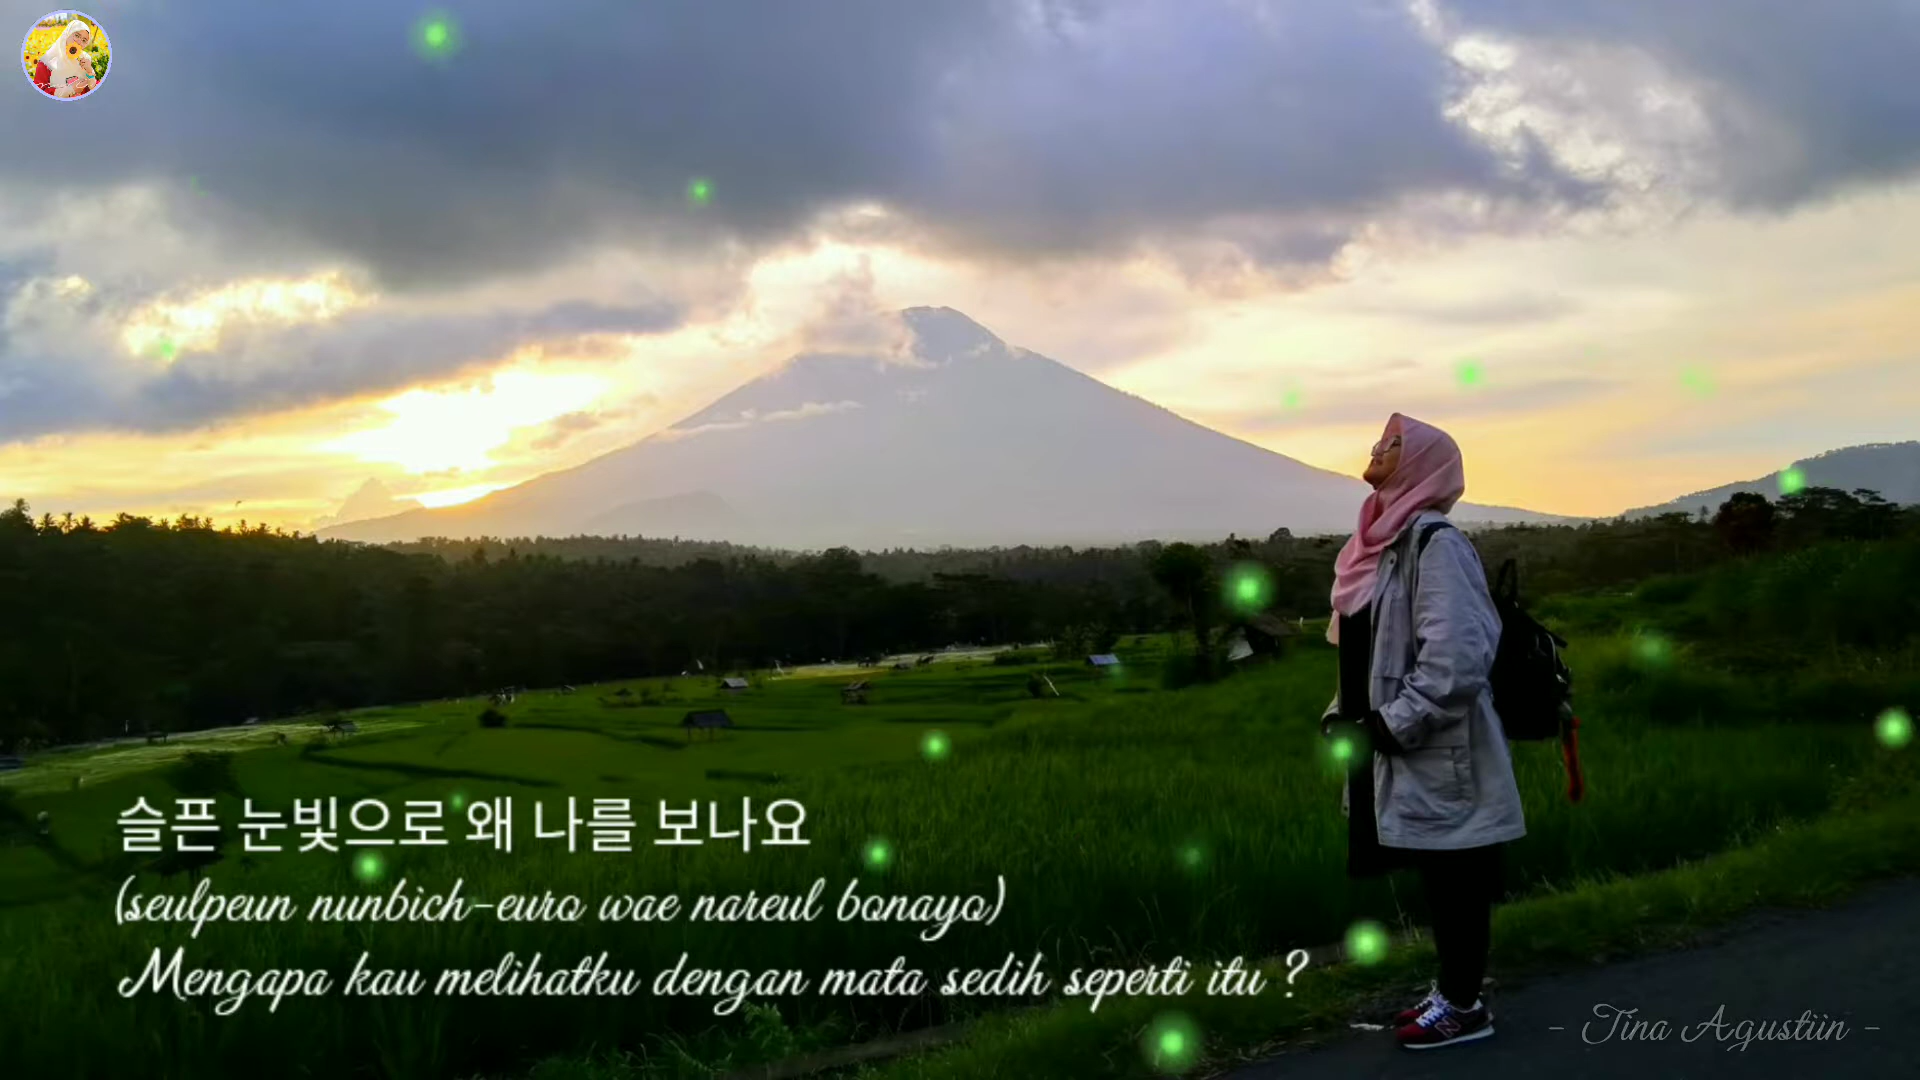 슬픈 눈빛으로 왜 나를 보나요
(seulpeun nunbich-euro wae nareul bonayo)
Mengapa kau melihatku dengan mata sedih seperti itu ?
- Tina Agustiin -